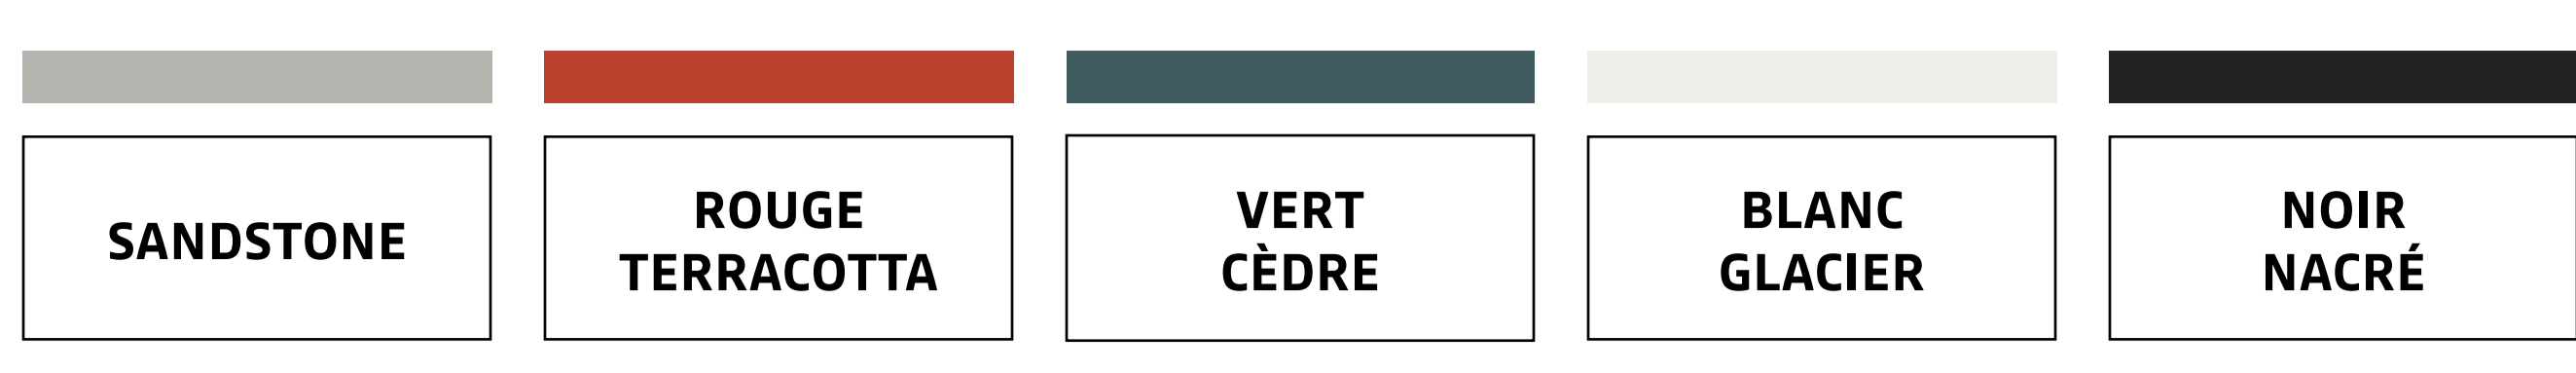 SANDSTONE
ROUGE
TERRACOTTA
VERT
CÈDRE
BLANC
GLACIER
NOIR
NACRÉ